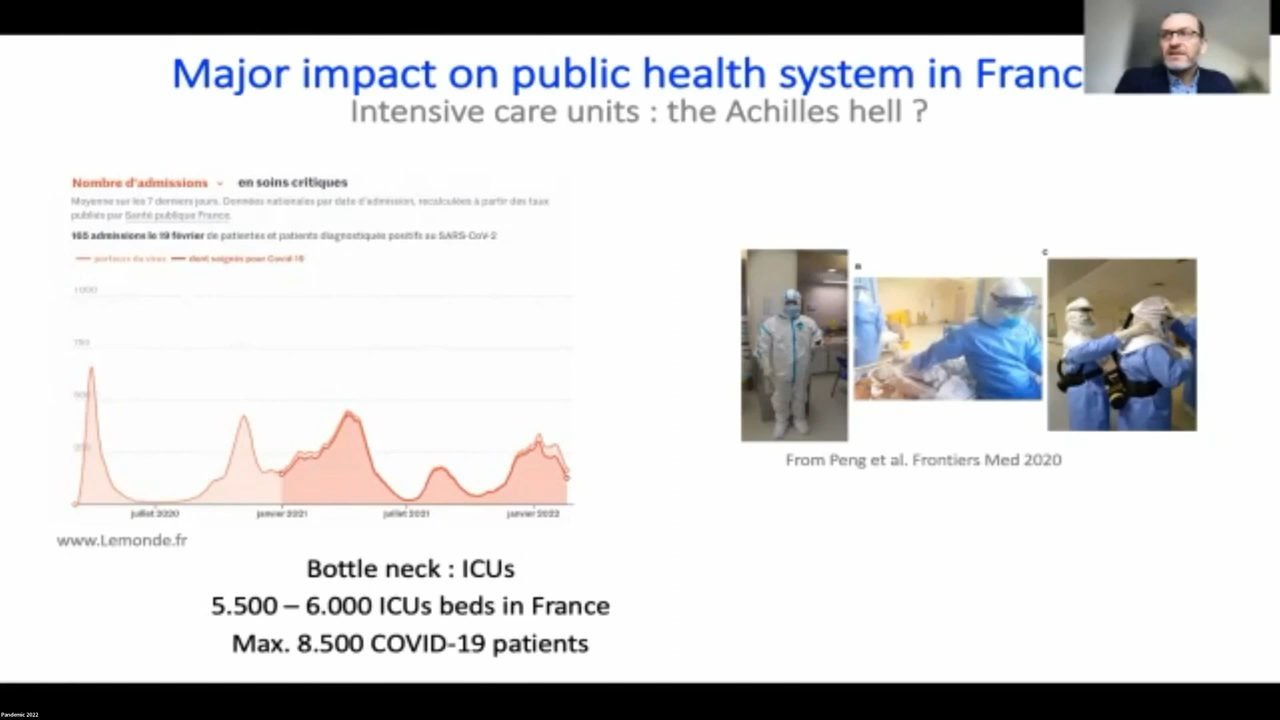 Major impact on public health system in Franc
Intensive care units : the Achilles hell ?
Nombre d'admissions en soins critiques
Moyenne sur les 7 derniers jours. Données nationales par date d'admission, recalculées à partir des taux
publiés par Santé publique France.
165 admissions le 19 février de patientes et patients diagnostiqués positifs au SARS-CoV-2
porteurs du virus dont soignés pour Covid-19
1 000
750
500
250
juillet 2020 janvier 2021 juillet 2021 janvier 2022
www.Lemonde.fr
B
C
From Peng et al. Frontiers Med 2020
Bottle neck : ICUs
5.500 – 6.000 ICUs beds in France
Max. 8.500 COVID-19 patients
Pandemic 2022